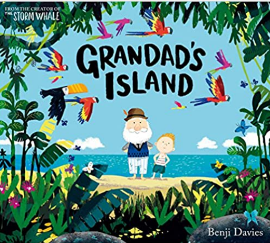 FROM THE CREATOR OF
THE STORM WHALE
GRANDAD'S
ISLAND
Benji Davies